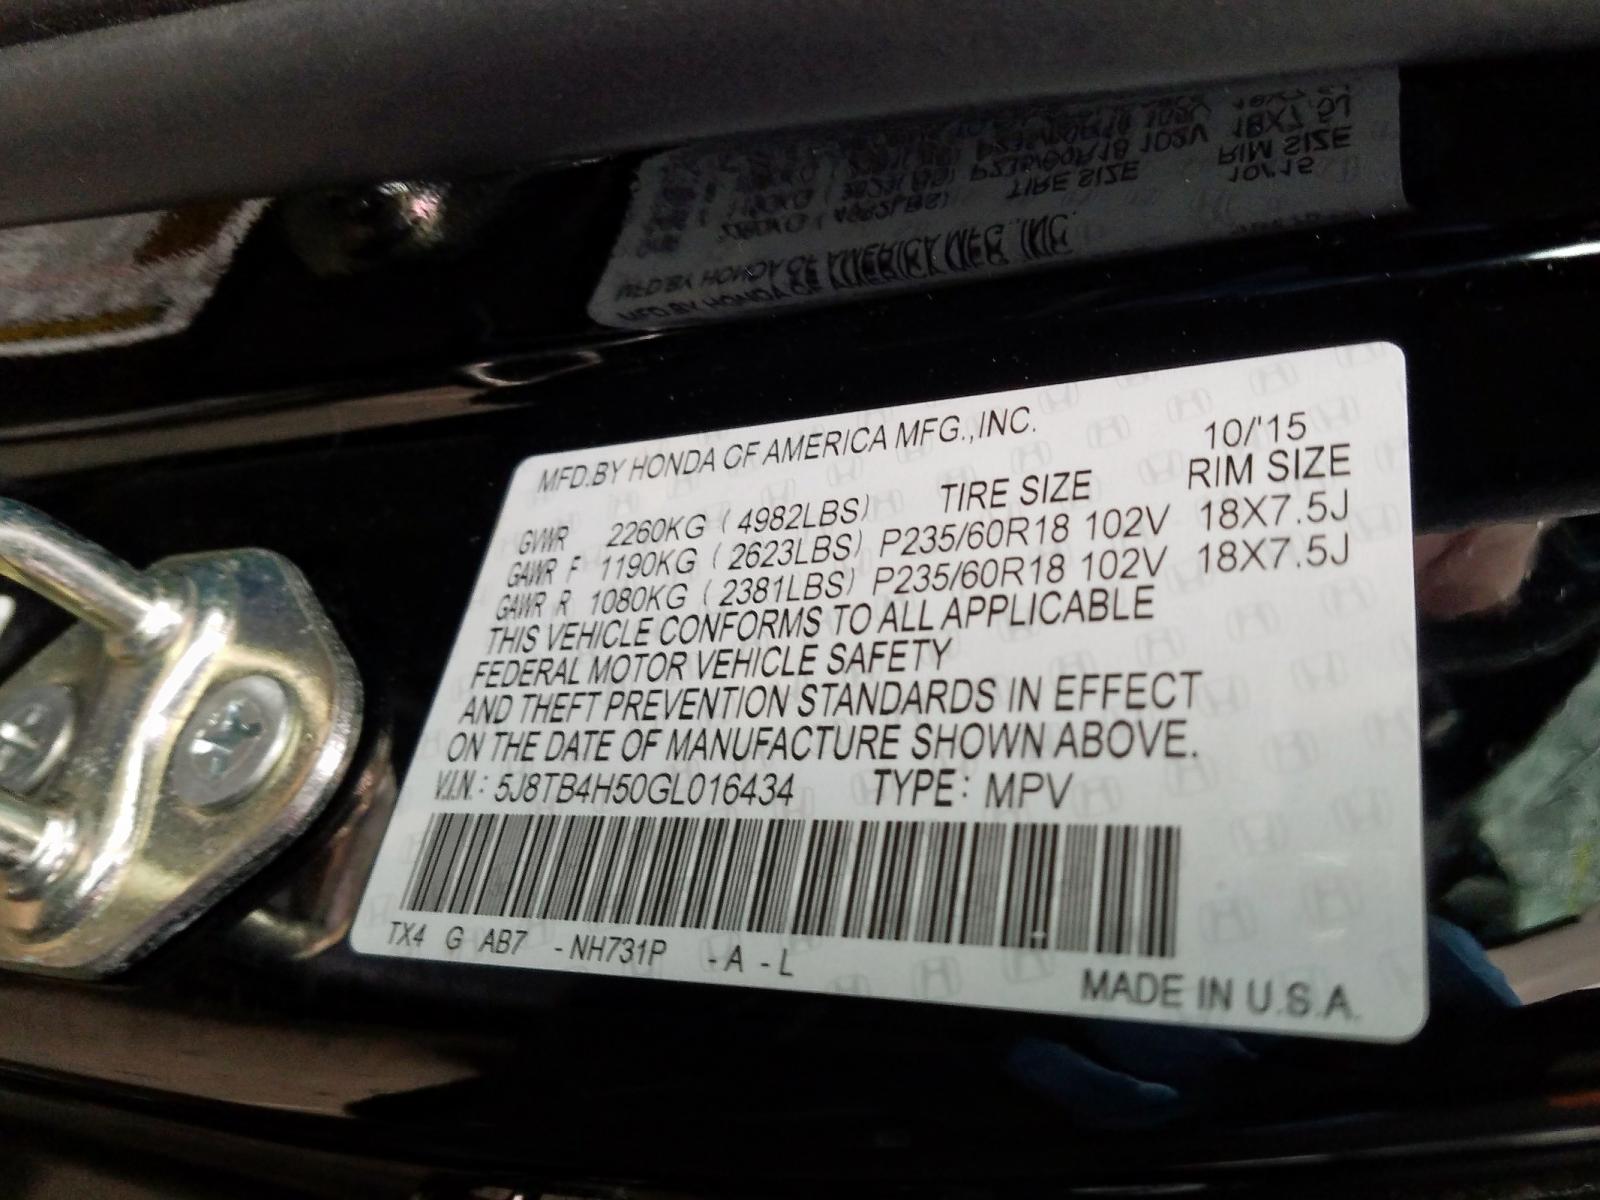 MFD.BY HONDA OF AMERICA MFG.,INC. 10/'15
TIRE SIZE RIM SIZE
GVWR 2260KG (4982LBS)
GAWR F 1190KG (2623LBS) P235/60R18 102V 18X7.5J
GAWR R 1080KG (2381LBS) P235/60R18 102V 18X7.5J
THIS VEHICLE CONFORMS TO ALL APPLICABLE
FEDERAL MOTOR VEHICLE SAFETY
AND THEFT PREVENTION STANDARDS IN EFFECT
ON THE DATE OF MANUFACTURE SHOWN ABOVE.
V.I.N.: 5J8TB4H50GL016434 TYPE: MPV
TX4 G AB7 -NH731P -A -L
MADE IN U.S.A.